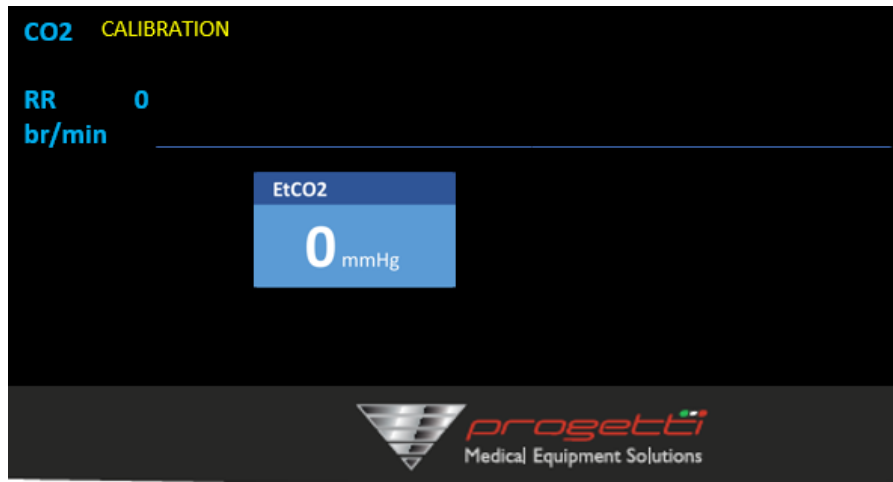 CO2 CALIBRATION
RR 0
br/min
EtCO2
0 mmHg
progetti
Medical Equipment Solutions